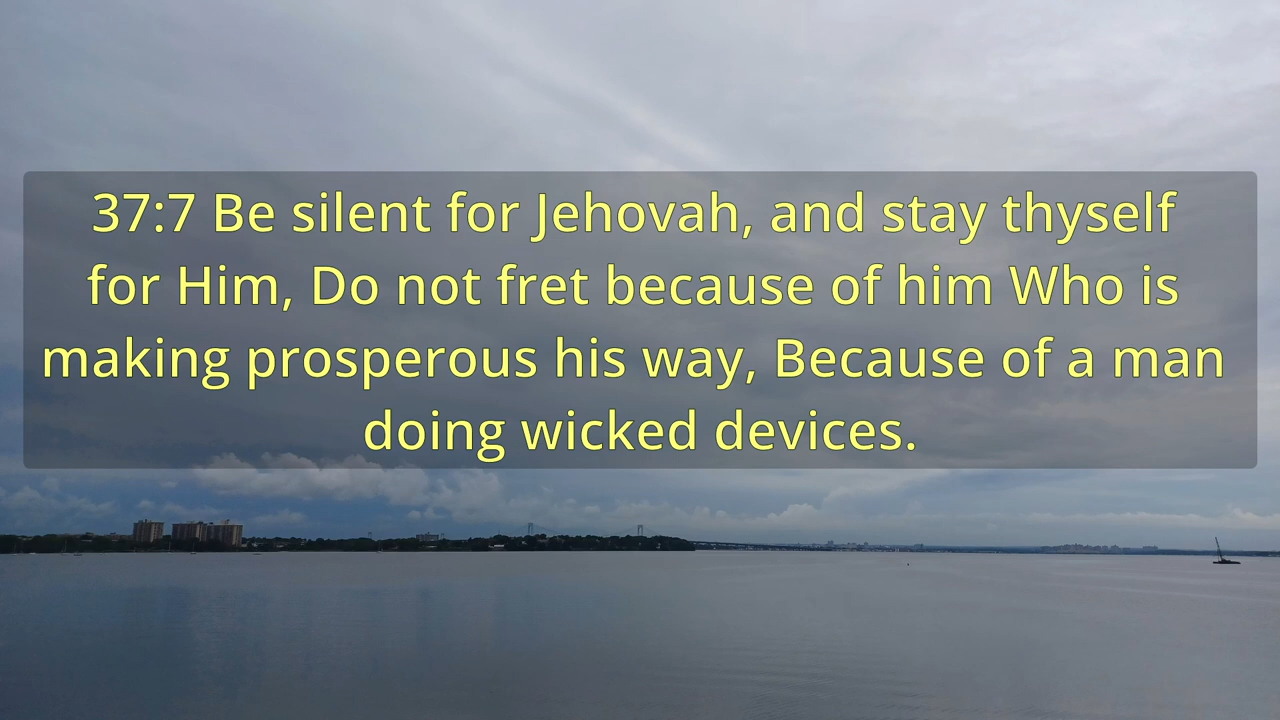 37:7 Be silent for Jehovah, and stay thyself
for Him, Do not fret because of him Who is
making prosperous his way, Because of a man
doing wicked devices.